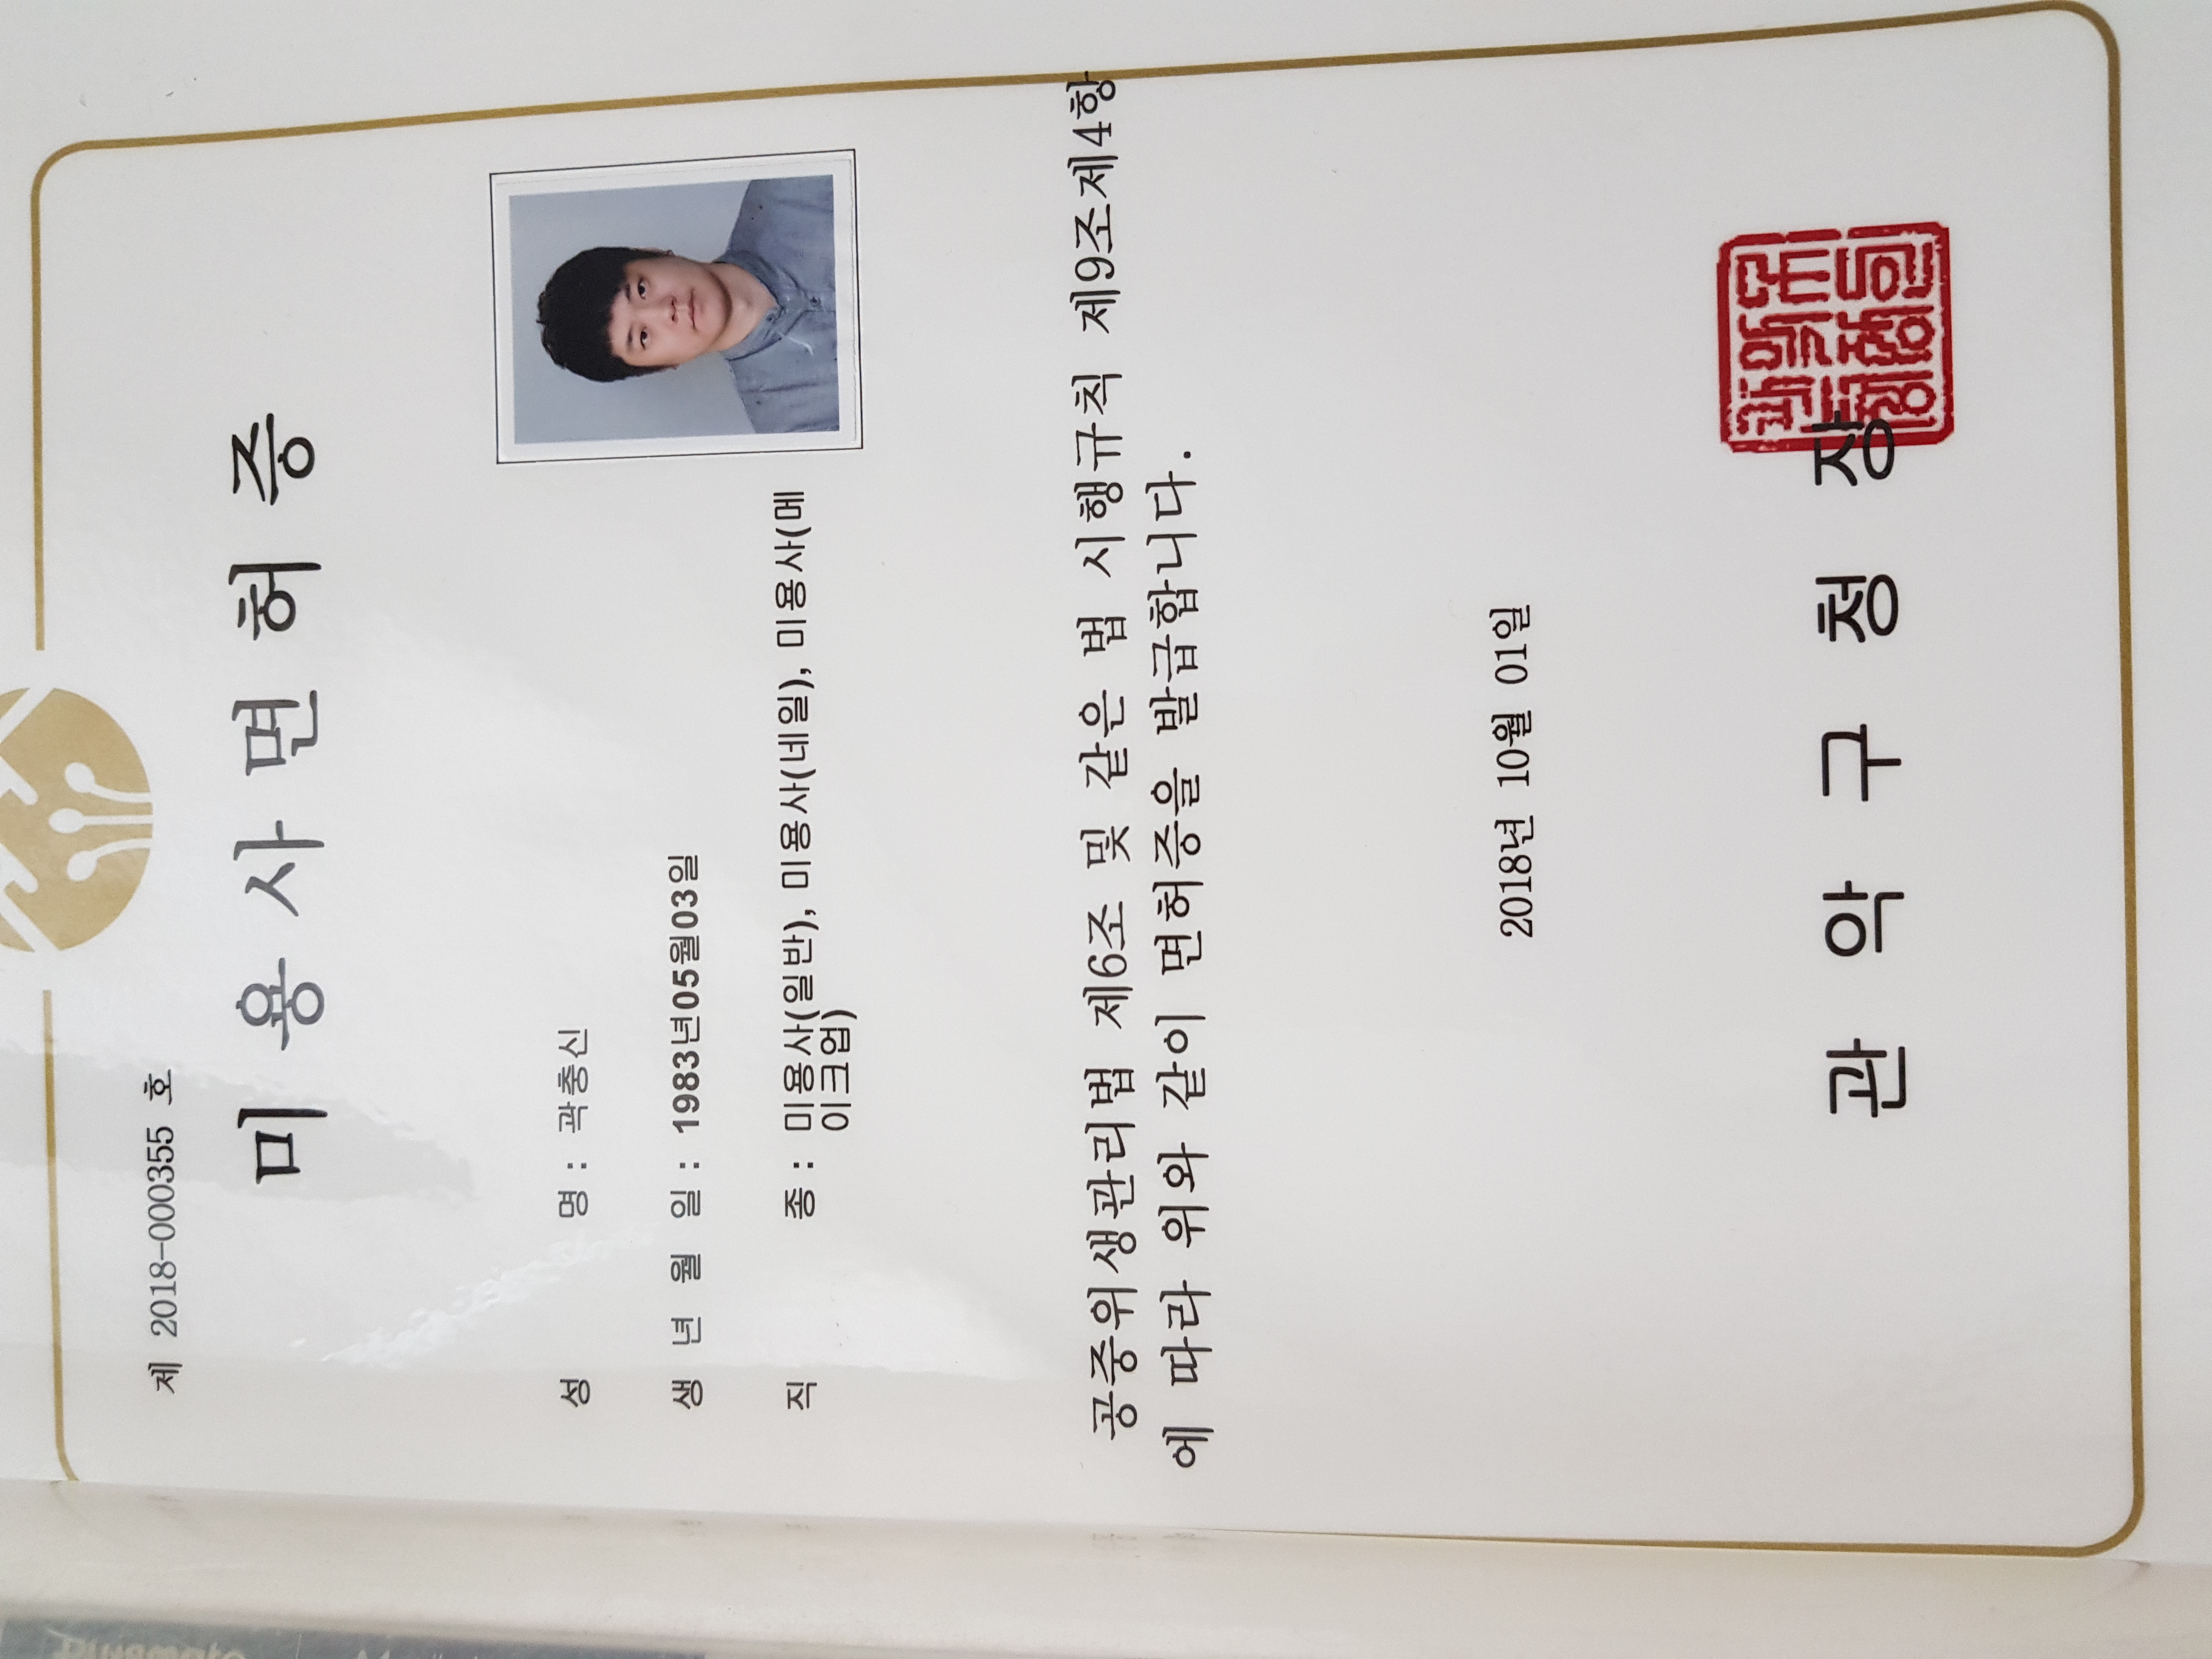 제 2018-000355 호
미 용 사 면 허 증
성 명 : 곽충신
생 년 월 일 : 1983년05월03일
직 종 : 미용사(일반), 미용사(네일), 미용사(메
이크업)
공중위생관리법 제6조 및 같은 법 시행규칙 제9조제4항
에 따라 위와 같이 면허증을 발급합니다.
2018년 10월 01일
관 악 구 청 장